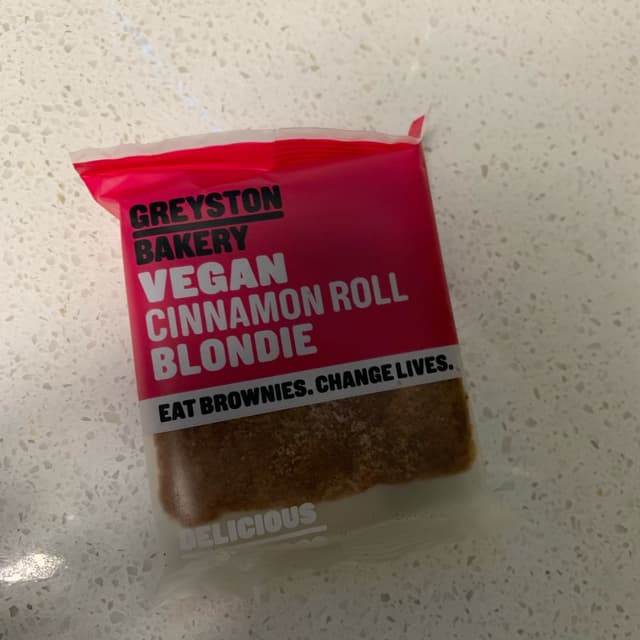 GREYSTON
BAKERY
VEGAN
CINNAMON ROLL
BLONDIE
EAT BROWNIES. CHANGE LIVES.
DELICIOUS